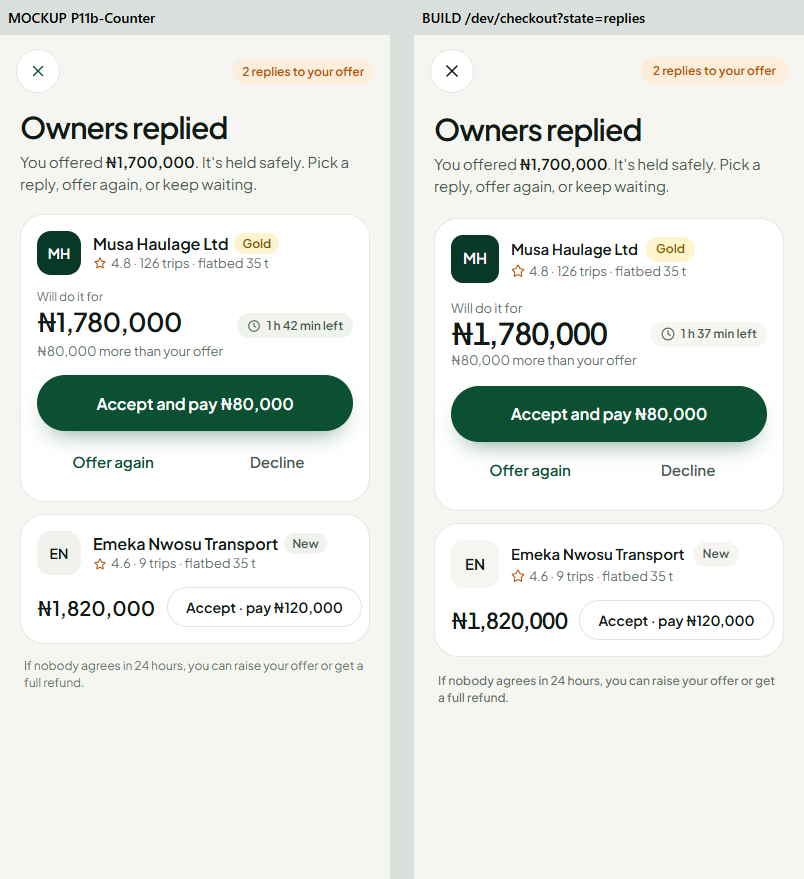 MOCKUP P11b-Counter
2 replies to your offer
Owners replied
You offered ₦1,700,000. It's held safely. Pick a
reply, offer again, or keep waiting.
MH
Musa Haulage Ltd Gold
4.8 · 126 trips · flatbed 35 t
Will do it for
₦1,780,000
1 h 42 min left
₦80,000 more than your offer
Accept and pay ₦80,000
Offer again Decline
EN
Emeka Nwosu Transport New
4.6 · 9 trips · flatbed 35 t
₦1,820,000 Accept · pay ₦120,000
If nobody agrees in 24 hours, you can raise your offer or get a
full refund.
BUILD /dev/checkout?state=replies
2 replies to your offer
Owners replied
You offered ₦1,700,000. It's held safely. Pick a
reply, offer again, or keep waiting.
MH
Musa Haulage Ltd Gold
4.8 · 126 trips · flatbed 35 t
Will do it for
₦1,780,000
1 h 37 min left
₦80,000 more than your offer
Accept and pay ₦80,000
Offer again Decline
EN
Emeka Nwosu Transport New
4.6 · 9 trips · flatbed 35 t
₦1,820,000 Accept · pay ₦120,000
If nobody agrees in 24 hours, you can raise your offer or get
a full refund.